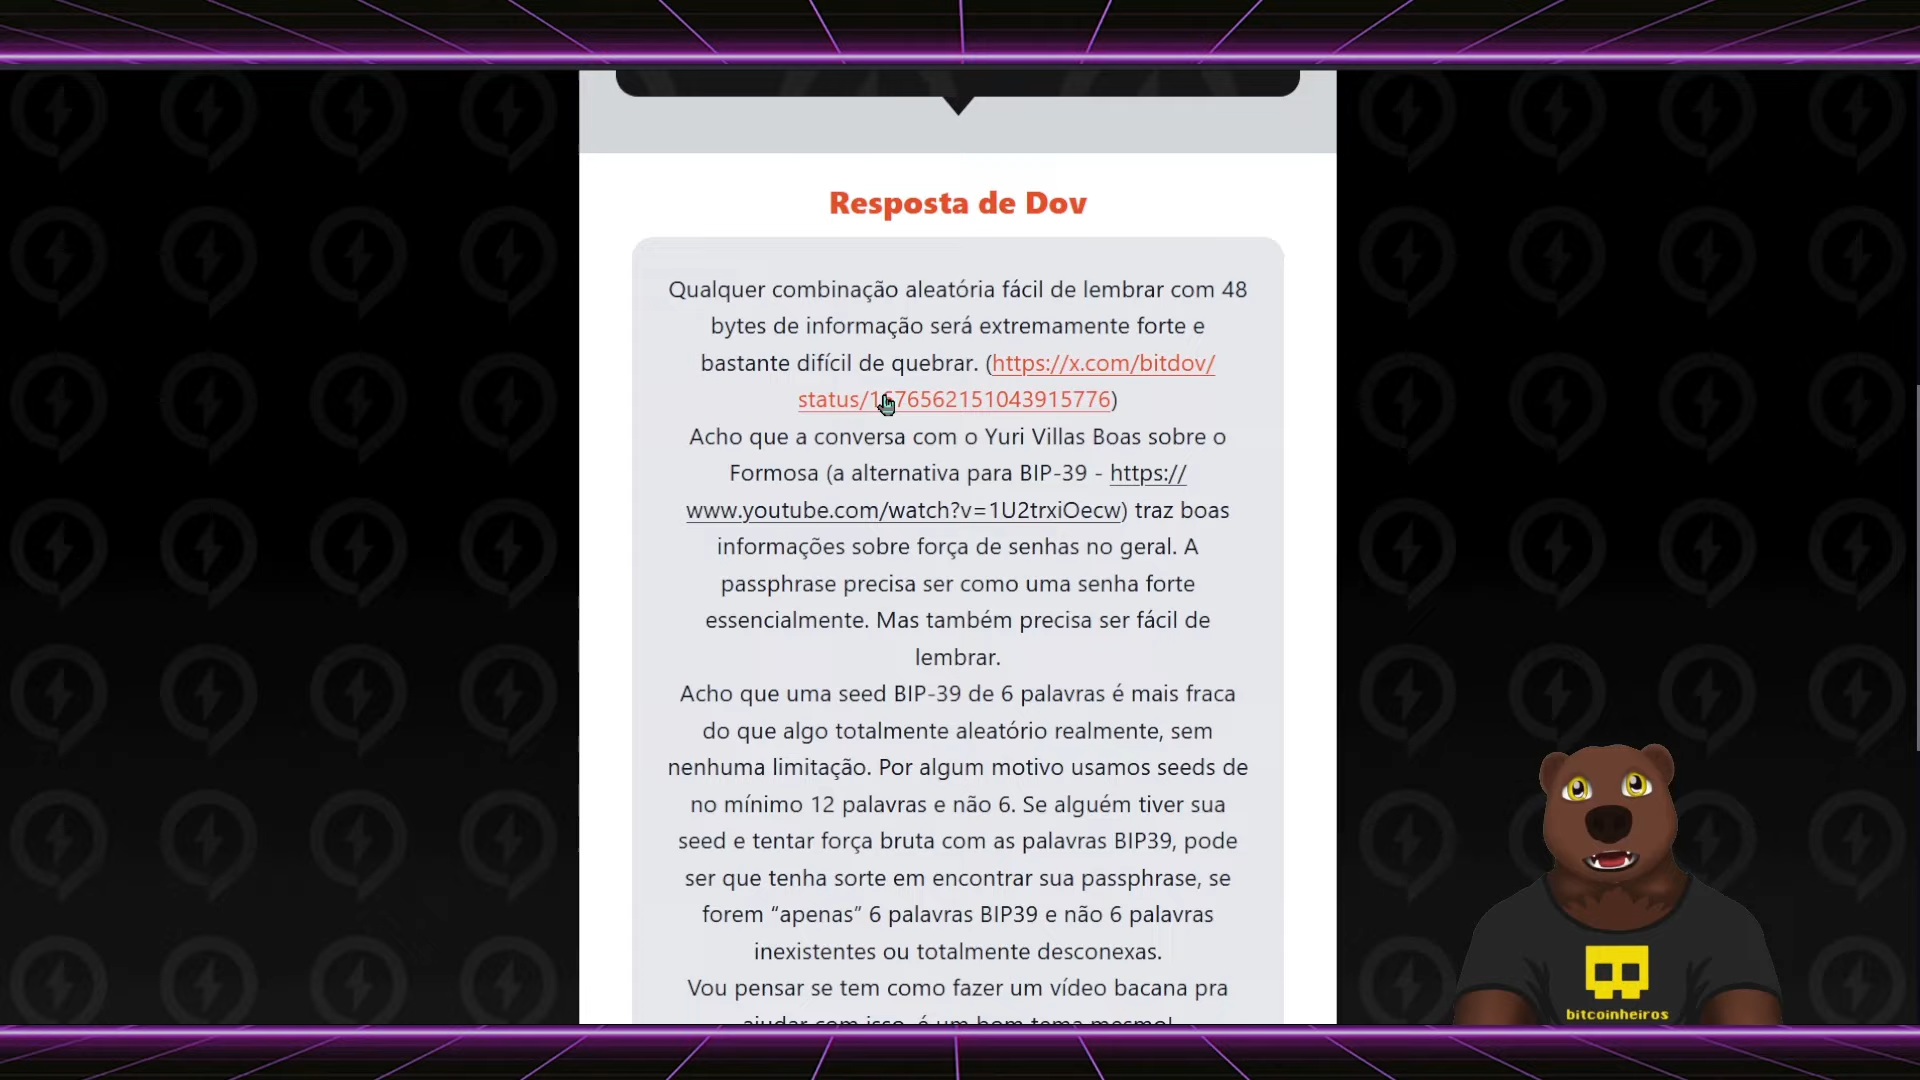 Resposta de Dov
Qualquer combinação aleatória fácil de lembrar com 48
bytes de informação será extremamente forte e
bastante difícil de quebrar. (https://x.com/bitdov/
status/1676562151043915776)
Acho que a conversa com o Yuri Villas Boas sobre o
Formosa (a alternativa para BIP-39 - https://
www.youtube.com/watch?v=1U2trxiOecw) traz boas
informações sobre força de senhas no geral. A
passphrase precisa ser como uma senha forte
essencialmente. Mas também precisa ser fácil de
lembrar.
Acho que uma seed BIP-39 de 6 palavras é mais fraca
do que algo totalmente aleatório realmente, sem
nenhuma limitação. Por algum motivo usamos seeds de
no mínimo 12 palavras e não 6. Se alguém tiver sua
seed e tentar força bruta com as palavras BIP39, pode
ser que tenha sorte em encontrar sua passphrase, se
forem “apenas” 6 palavras BIP39 e não 6 palavras
inexistentes ou totalmente desconexas.
Vou pensar se tem como fazer um vídeo bacana pra
ajudar com isso, é um bom tema mesmo!
bitcoinheiros